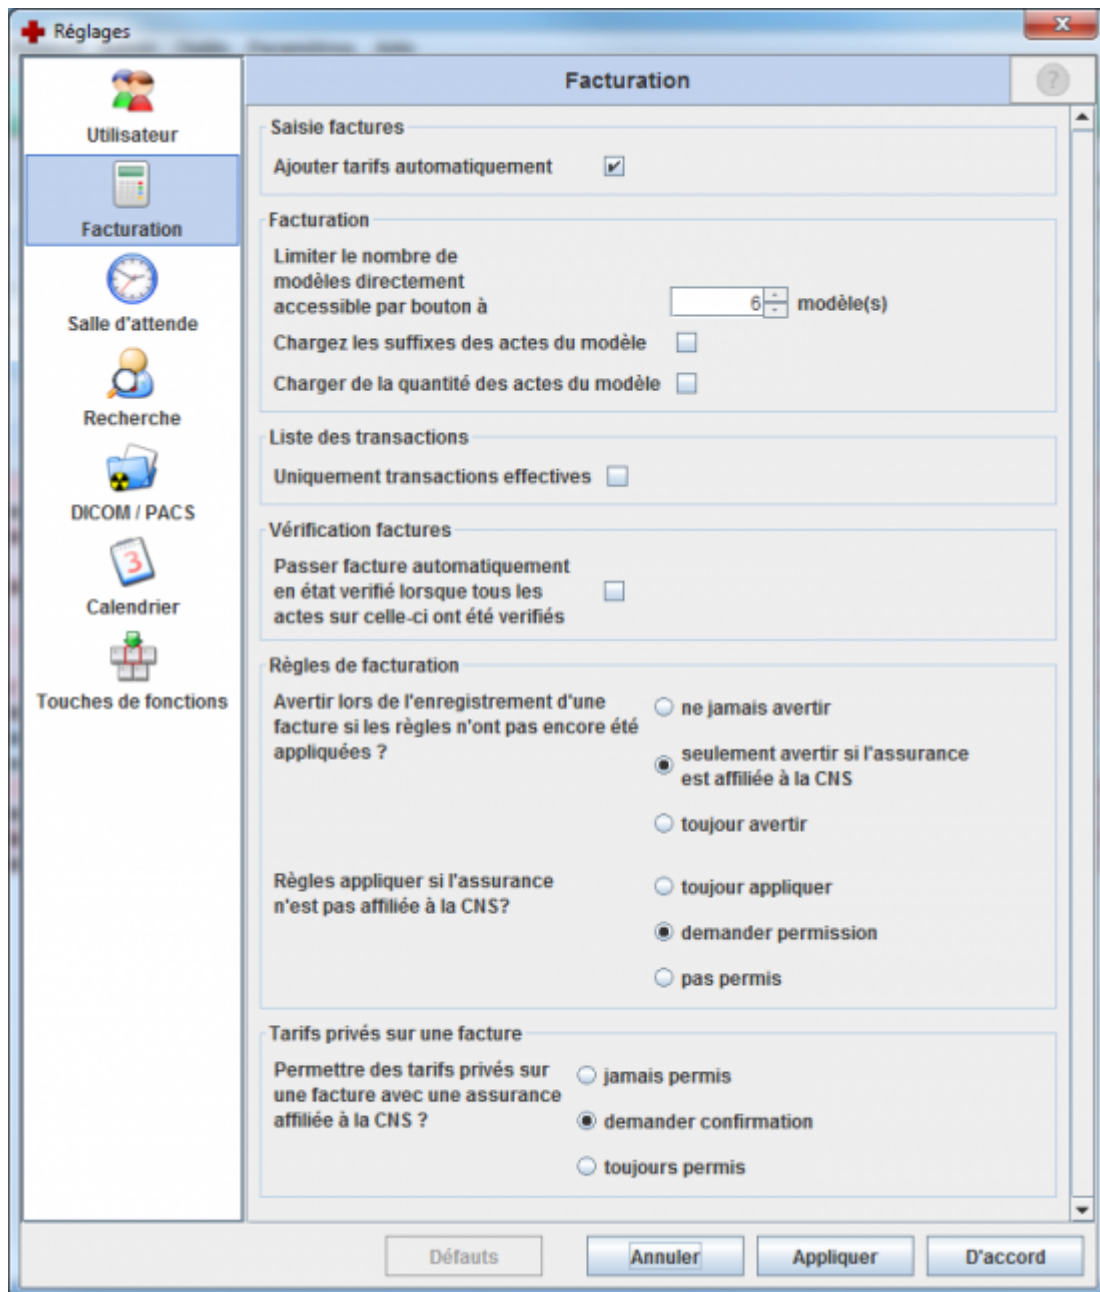 Réglages
Utilisateur
Facturation
Salle d'attende
Recherche
DICOM / PACS
3
Calendrier
Touches de fonctions
Facturation
?
Saisie factures
Ajouter tarifs automatiquement
Facturation
Limiter le nombre de
modèles directement
accessible par bouton à
6 modèle(s)
Chargez les suffixes des actes du modèle
Charger de la quantité des actes du modèle
Liste des transactions
Uniquement transactions effectives
Vérification factures
Passer facture automatiquement
en état verifié lorsque tous les
actes sur celle-ci ont été verifiés
Règles de facturation
Avertir lors de l'enregistrement d'une
facture si les règles n'ont pas encore été
appliquées ?
ne jamais avertir
seulement avertir si l'assurance
est affiliée à la CNS
toujour avertir
Règles appliquer si l'assurance
n'est pas affiliée à la CNS?
toujour appliquer
demander permission
pas permis
Tarifs privés sur une facture
Permettre des tarifs privés sur
une facture avec une assurance
affiliée à la CNS ?
jamais permis
demander confirmation
toujours permis
Défauts
Annuler
Appliquer
D'accord